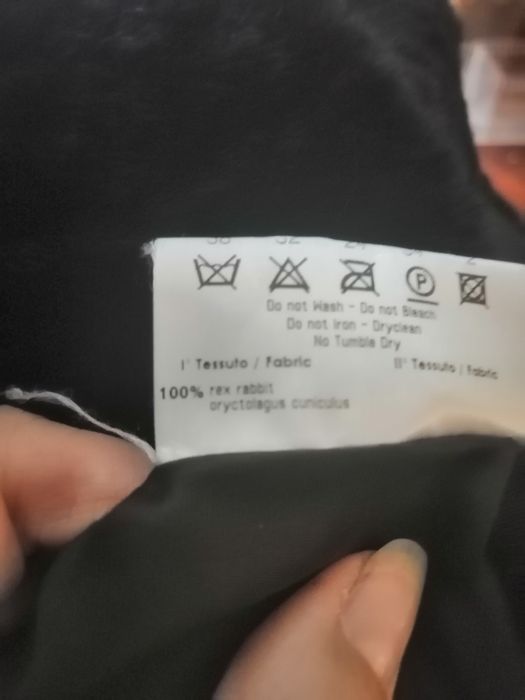 P
Do not Wash - Do not Bleach
Do not Iron - Dryclean
No Tumble Dry
I° Tessuto / Fabric II° Tessuto / Fabric
100% rex rabbit
oryctolagus cuniculus